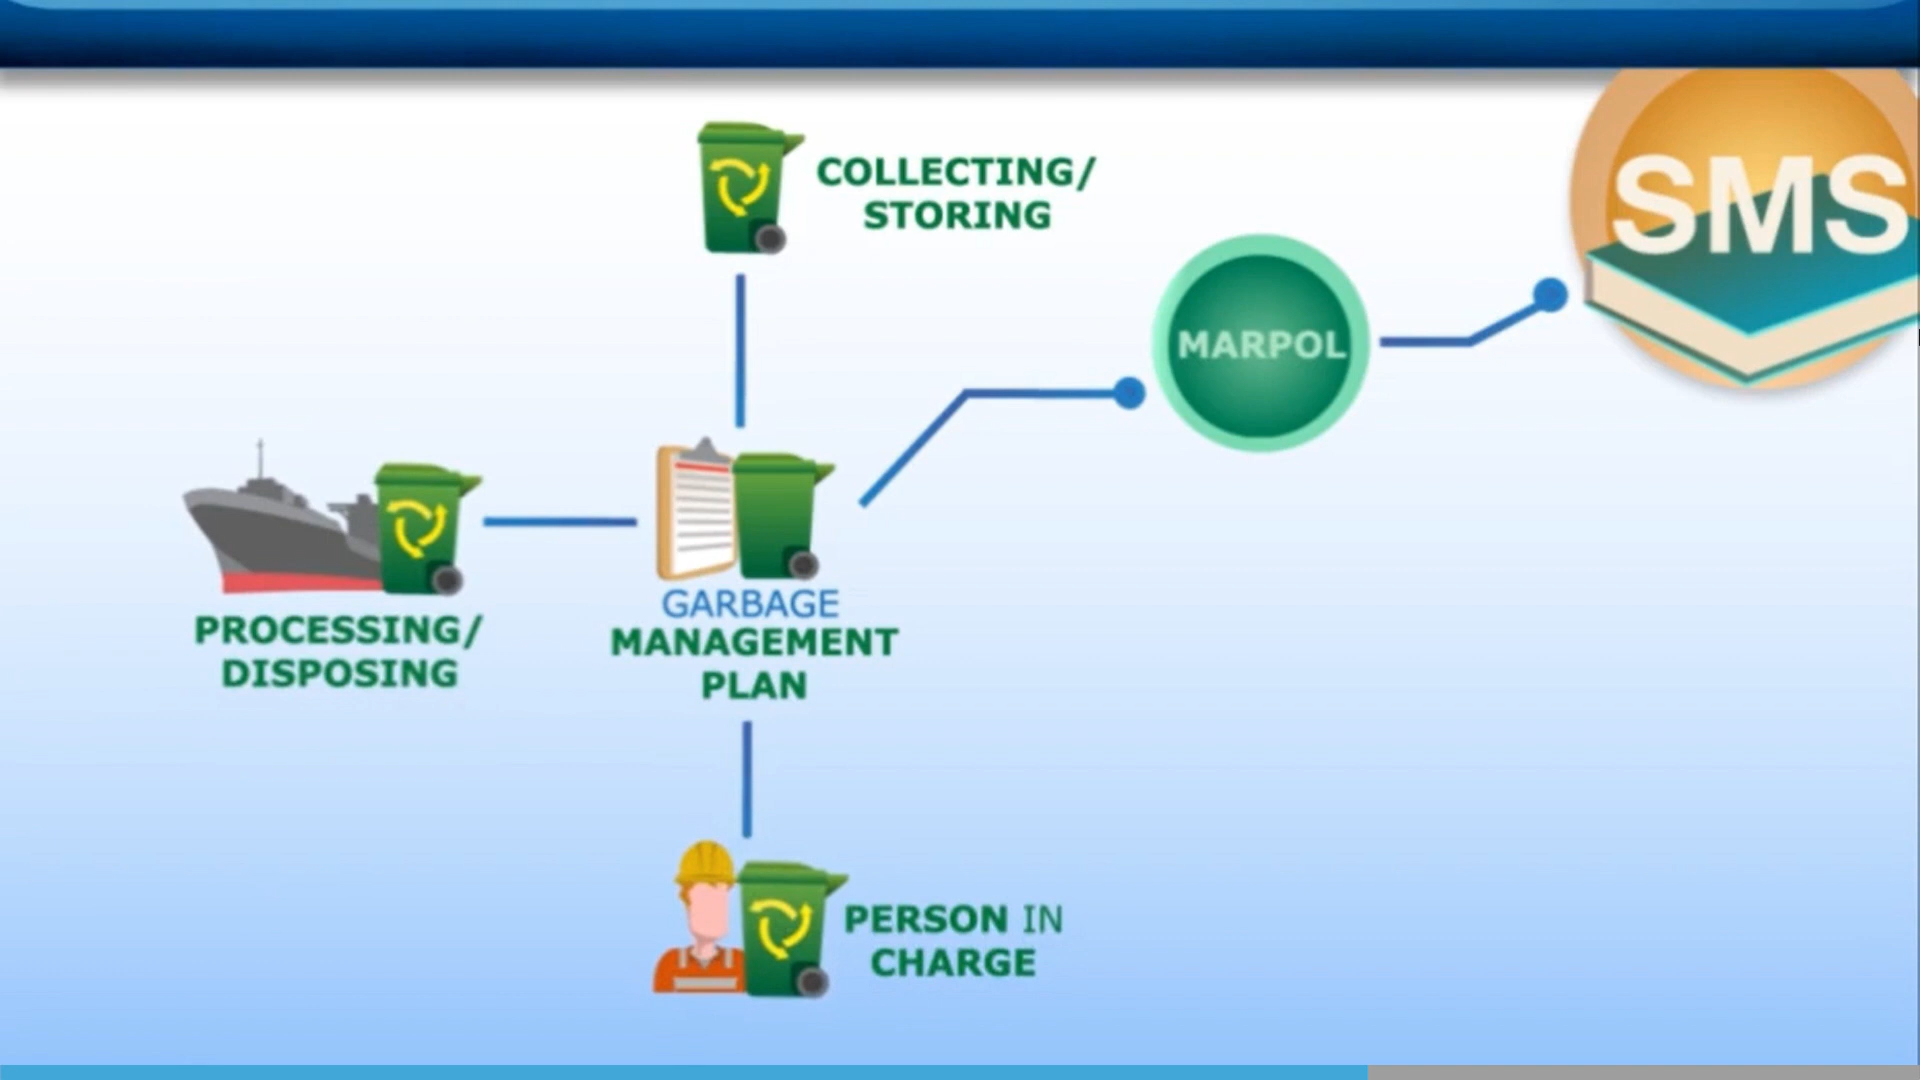 COLLECTING/
STORING
SMS
MARPOL
GARBAGE
MANAGEMENT
PLAN
PROCESSING/
DISPOSING
PERSON IN
CHARGE